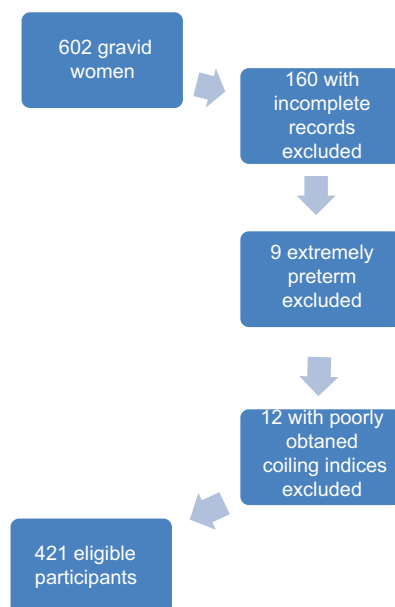 602 gravid
women
160 with
incomplete
records
excluded
9 extremely
preterm
excluded
12 with poorly
obtaned
coiling indices
excluded
421 eligible
participants